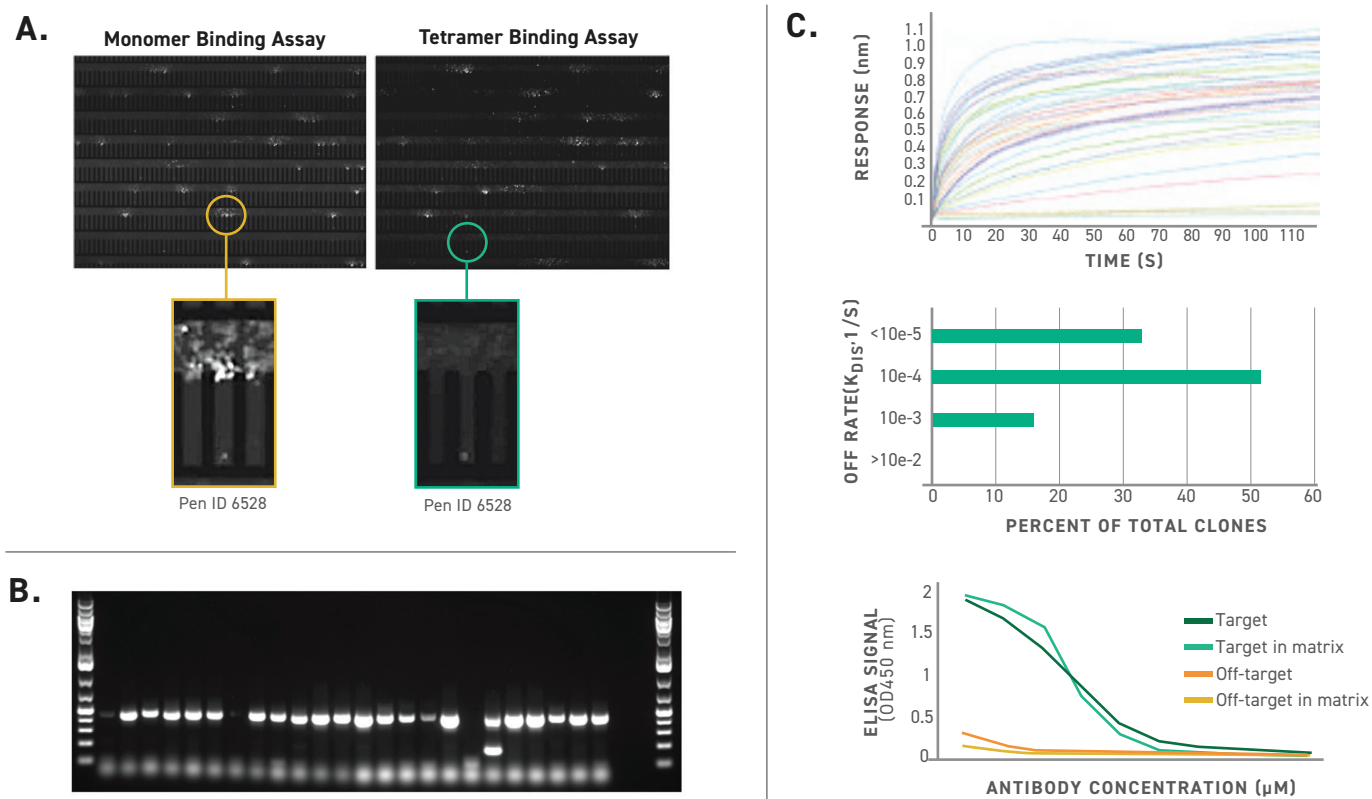 A.
Monomer Binding Assay
Tetramer Binding Assay
Pen ID 6528
Pen ID 6528
B.
C.
RESPONSE (nm)
1.1
1.0
0.9
0.8
0.7
0.6
0.5
0.4
0.3
0.2
0.1
0 10 20 30 40 50 60 70 80 90 100 110
TIME (S)
OFF RATE(KDIS,1/S)
<10e-5
10e-4
10e-3
>10e-2
0 10 20 30 40 50 60
PERCENT OF TOTAL CLONES
ELISA SIGNAL
(OD450 nm)
2
1.5
1
0.5
0
Target
Target in matrix
Off-target
Off-target in matrix
ANTIBODY CONCENTRATION (µM)